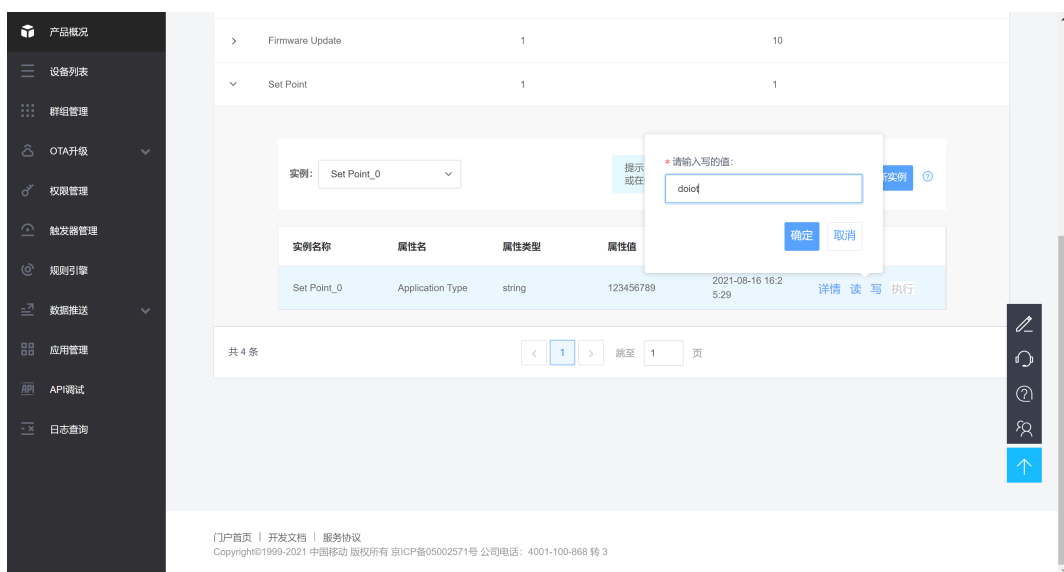 产品概况
设备列表
群组管理
OTA升级
权限管理
触发器管理
规则引擎
数据推送
应用管理
API API调试
日志查询
Firmware Update 1 10
Set Point 1 1
实例: Set Point_0
提示
或在
新实例
* 请输入写的值:
doiot
确定 取消
实例名称 属性名 属性类型 属性值
Set Point_0 Application Type string 123456789 2021-08-16 16:2
5:29 详情 读 写 执行
共 4 条 < 1 > 跳至 1 页
门户首页 | 开发文档 | 服务协议
Copyright©1999-2021 中国移动 版权所有 京ICP备05002571号 公司电话：4001-100-868 转 3